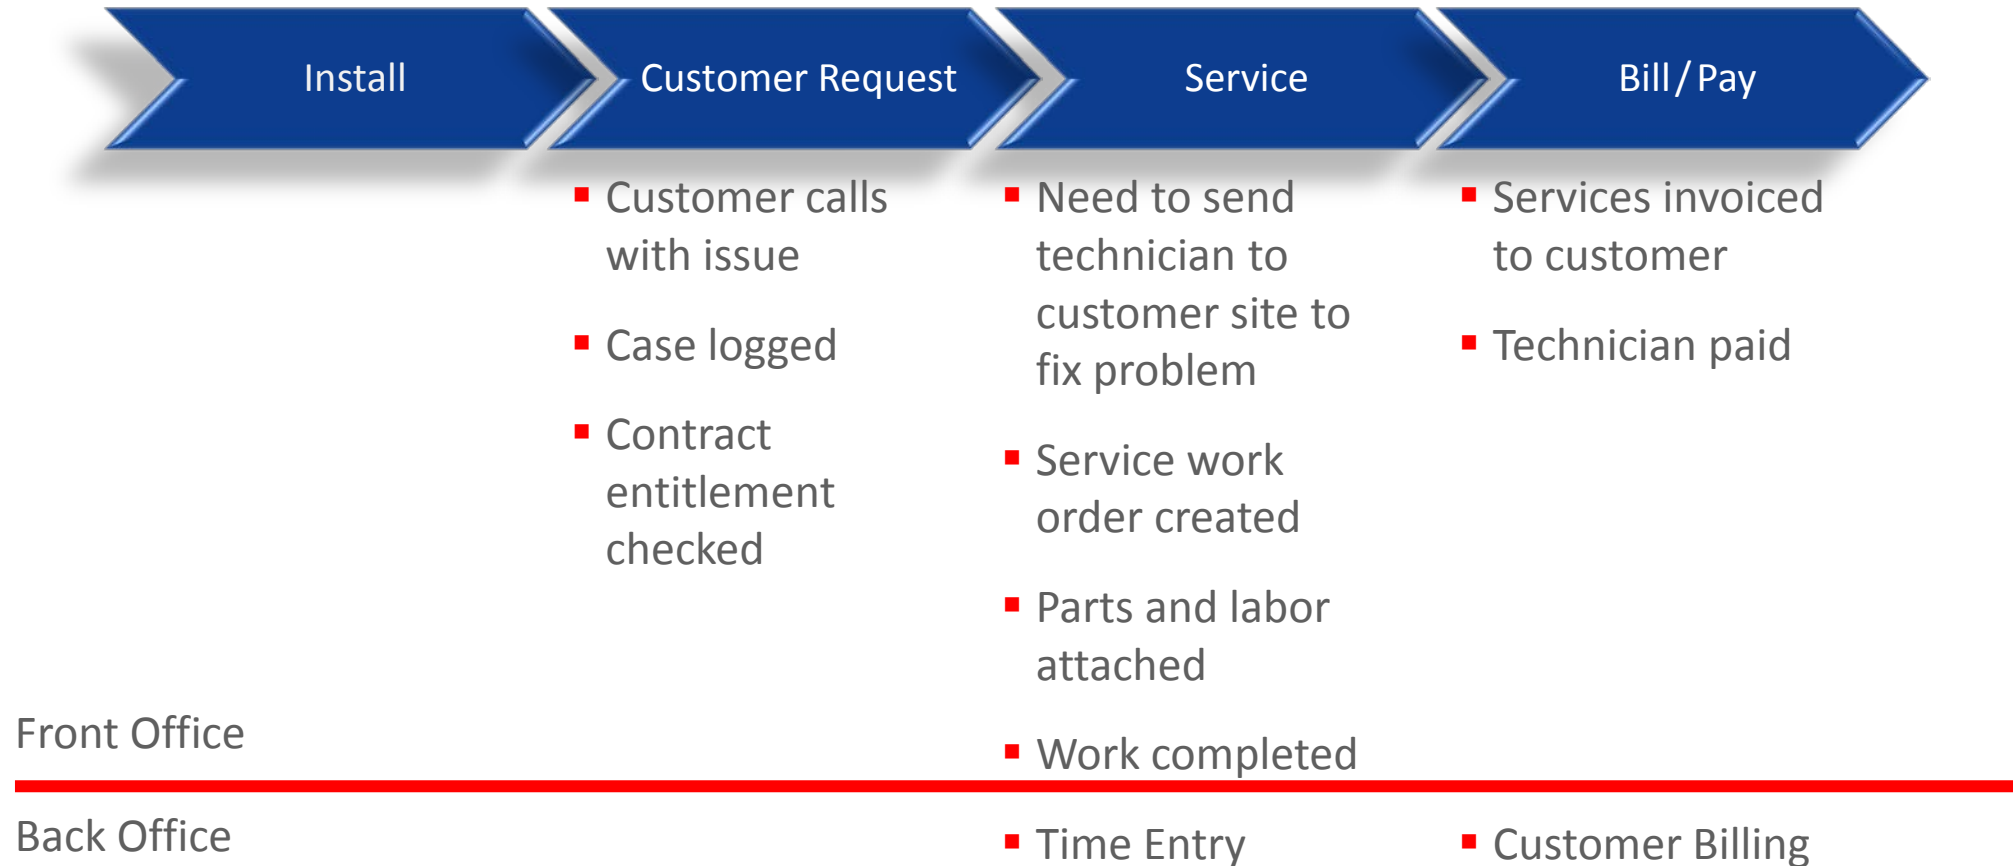 Install
Customer Request
Service
Bill/Pay
Customer calls
with issue
Case logged
Contract
entitlement
checked
Need to send
technician to
customer site to
fix problem
Service work
order created
Parts and labor
attached
Work completed
Services invoiced
to customer
Technician paid
Front Office
Back Office
Time Entry
Customer Billing